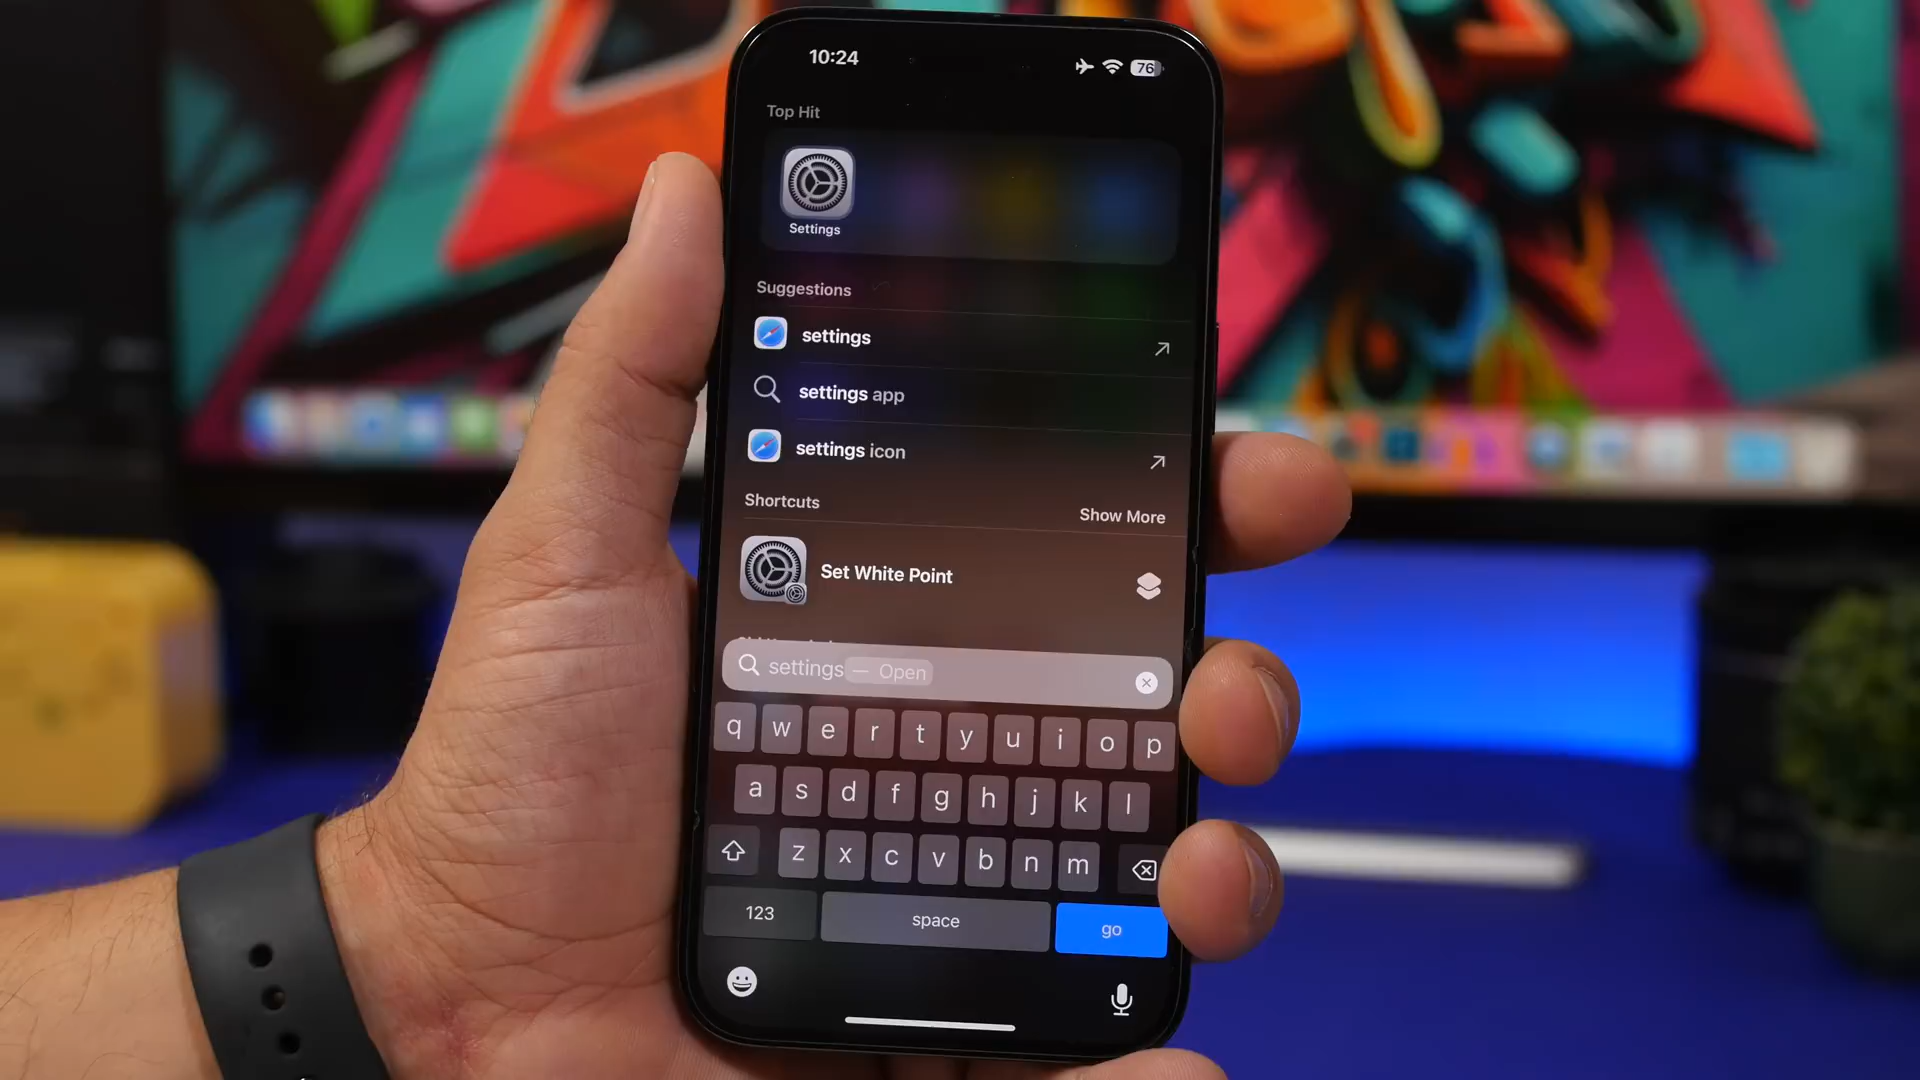 10:24
76
Top Hit
Settings
Suggestions
settings
settings app
settings icon
Shortcuts
Show More
Set White Point
settings — Open
q w e r t y u i o p
a s d f g h j k l
z x c v b n m
123 space go